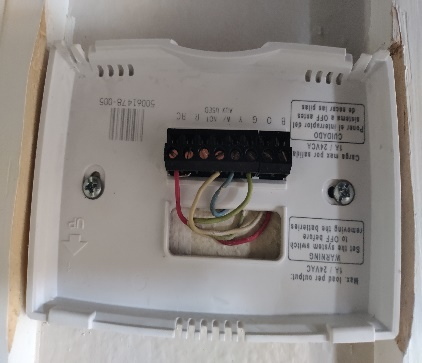 UP
Max. load per output:
1A / 24VAC
WARNING
Set the system switch
to OFF before
removing the batteries
Carga max por salida
1A / 24VCA
CUIDADO
Poner el interruptor del
sistema a OFF antes
de sacar las pilas
B O G Y RC
50061478-005